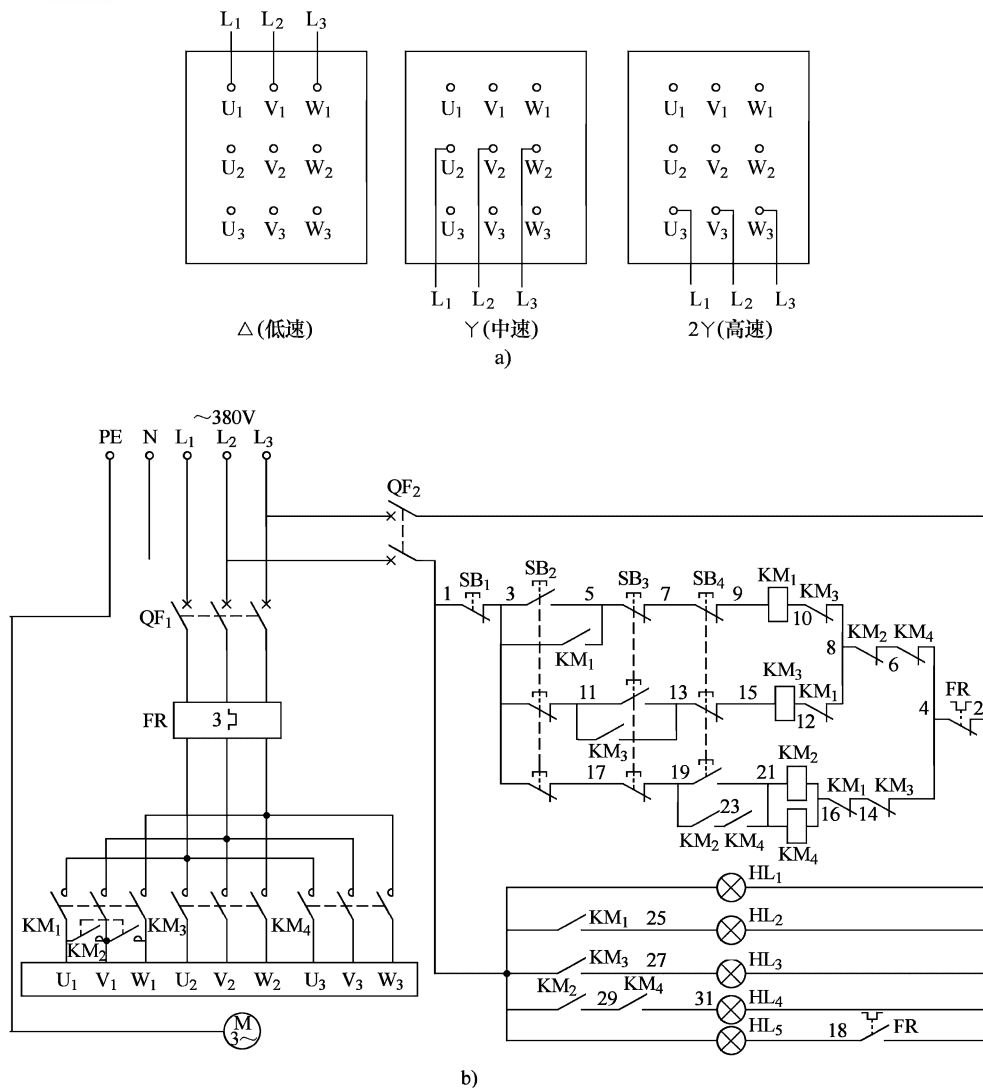 L₁ L₂ L₃
U₁ V₁ W₁ U₁ V₁ W₁ U₁ V₁ W₁
U₂ V₂ W₂ U₂ V₂ W₂ U₂ V₂ W₂
U₃ V₃ W₃ U₃ V₃ W₃ U₃ V₃ W₃
L₁ L₂ L₃ L₁ L₂ L₃
△(低速) Y(中速) 2Y(高速)
a)
～380V
PE N L₁ L₂ L₃
QF₂
1 SB₁ 3 SB₂ 5 SB₃ 7 SB₄ 9 KM₁ 10 KM₃
QF₁
KM₁ 8 KM₂ 6 KM₄
11 13 15 KM₃ 12 KM₁ 4 FR 2
FR 3
KM₃
17 19 21 KM₂ 16 KM₁ 14 KM₃
KM₂ 23 KM₄ KM₄
HL₁
KM₁ 25 HL₂
KM₁ KM₂ KM₃ KM₄
KM₃ 27 HL₃
U₁ V₁ W₁ U₂ V₂ W₂ U₃ V₃ W₃
KM₂ 29 KM₄ 31 HL₄
M
3～
HL₅ 18 FR
b)